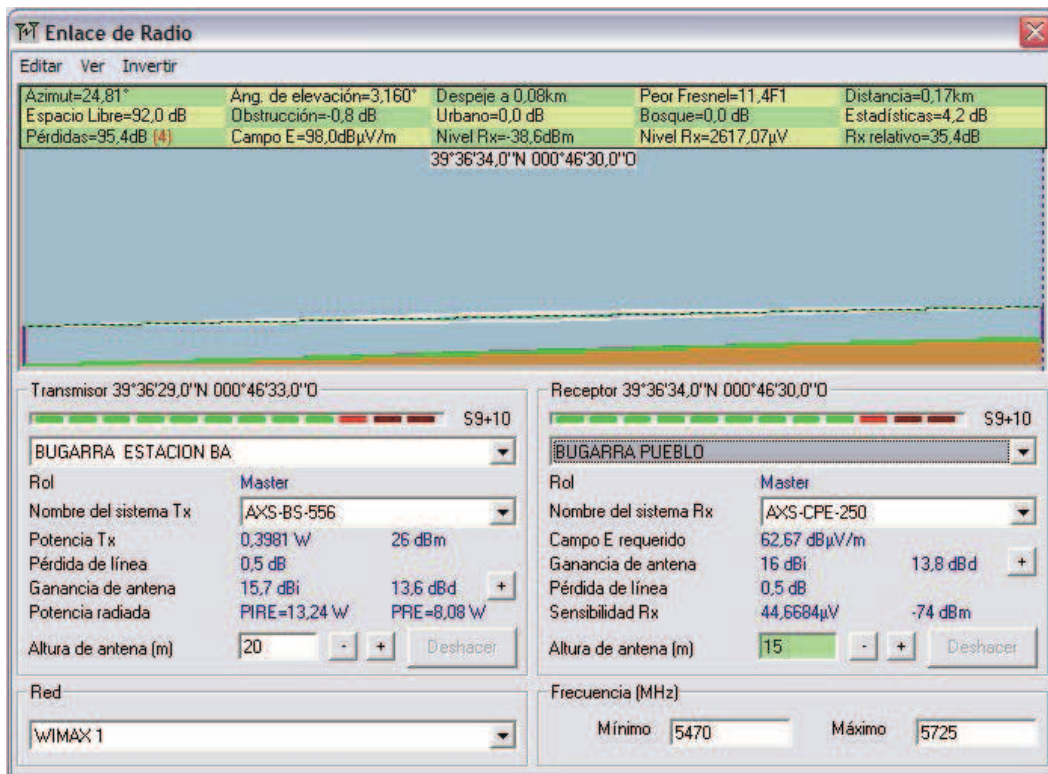 Enlace de Radio
Editar Ver Invertir
Azimut=24,81° Ang. de elevación=3,160° Despeje a 0,08km Peor Fresnel=11,4F1 Distancia=0,17km
Espacio Libre=92,0 dB Obstrucción=-0,8 dB Urbano=0,0 dB Bosque=0,0 dB Estadísticas=4,2 dB
Pérdidas=95,4dB (4) Campo E=98,0dBµV/m Nivel Rx=-38,6dBm Nivel Rx=2617,07µV Rx relativo=35,4dB
39°36'34,0"N 000°46'30,0"O
Transmisor 39°36'29,0"N 000°46'33,0"O Receptor 39°36'34,0"N 000°46'30,0"O
S9+10 S9+10
BUGARRA ESTACION BA BUGARRA PUEBLO
Rol Master Rol Master
Nombre del sistema Tx AXS-BS-556 Nombre del sistema Rx AXS-CPE-250
Potencia Tx 0,3981 W 26 dBm Campo E requerido 62,67 dBµV/m
Pérdida de línea 0,5 dB Ganancia de antena 16 dBi 13,8 dBd +
Ganancia de antena 15,7 dBi 13,6 dBd + Pérdida de línea 0,5 dB
Potencia radiada PIRE=13,24 W PRE=8,08 W Sensibilidad Rx 44,6684µV -74 dBm
Altura de antena (m) 20 - + Deshacer Altura de antena (m) 15 - + Deshacer
Red Frecuencia (MHz)
WIMAX 1 Mínimo 5470 Máximo 5725